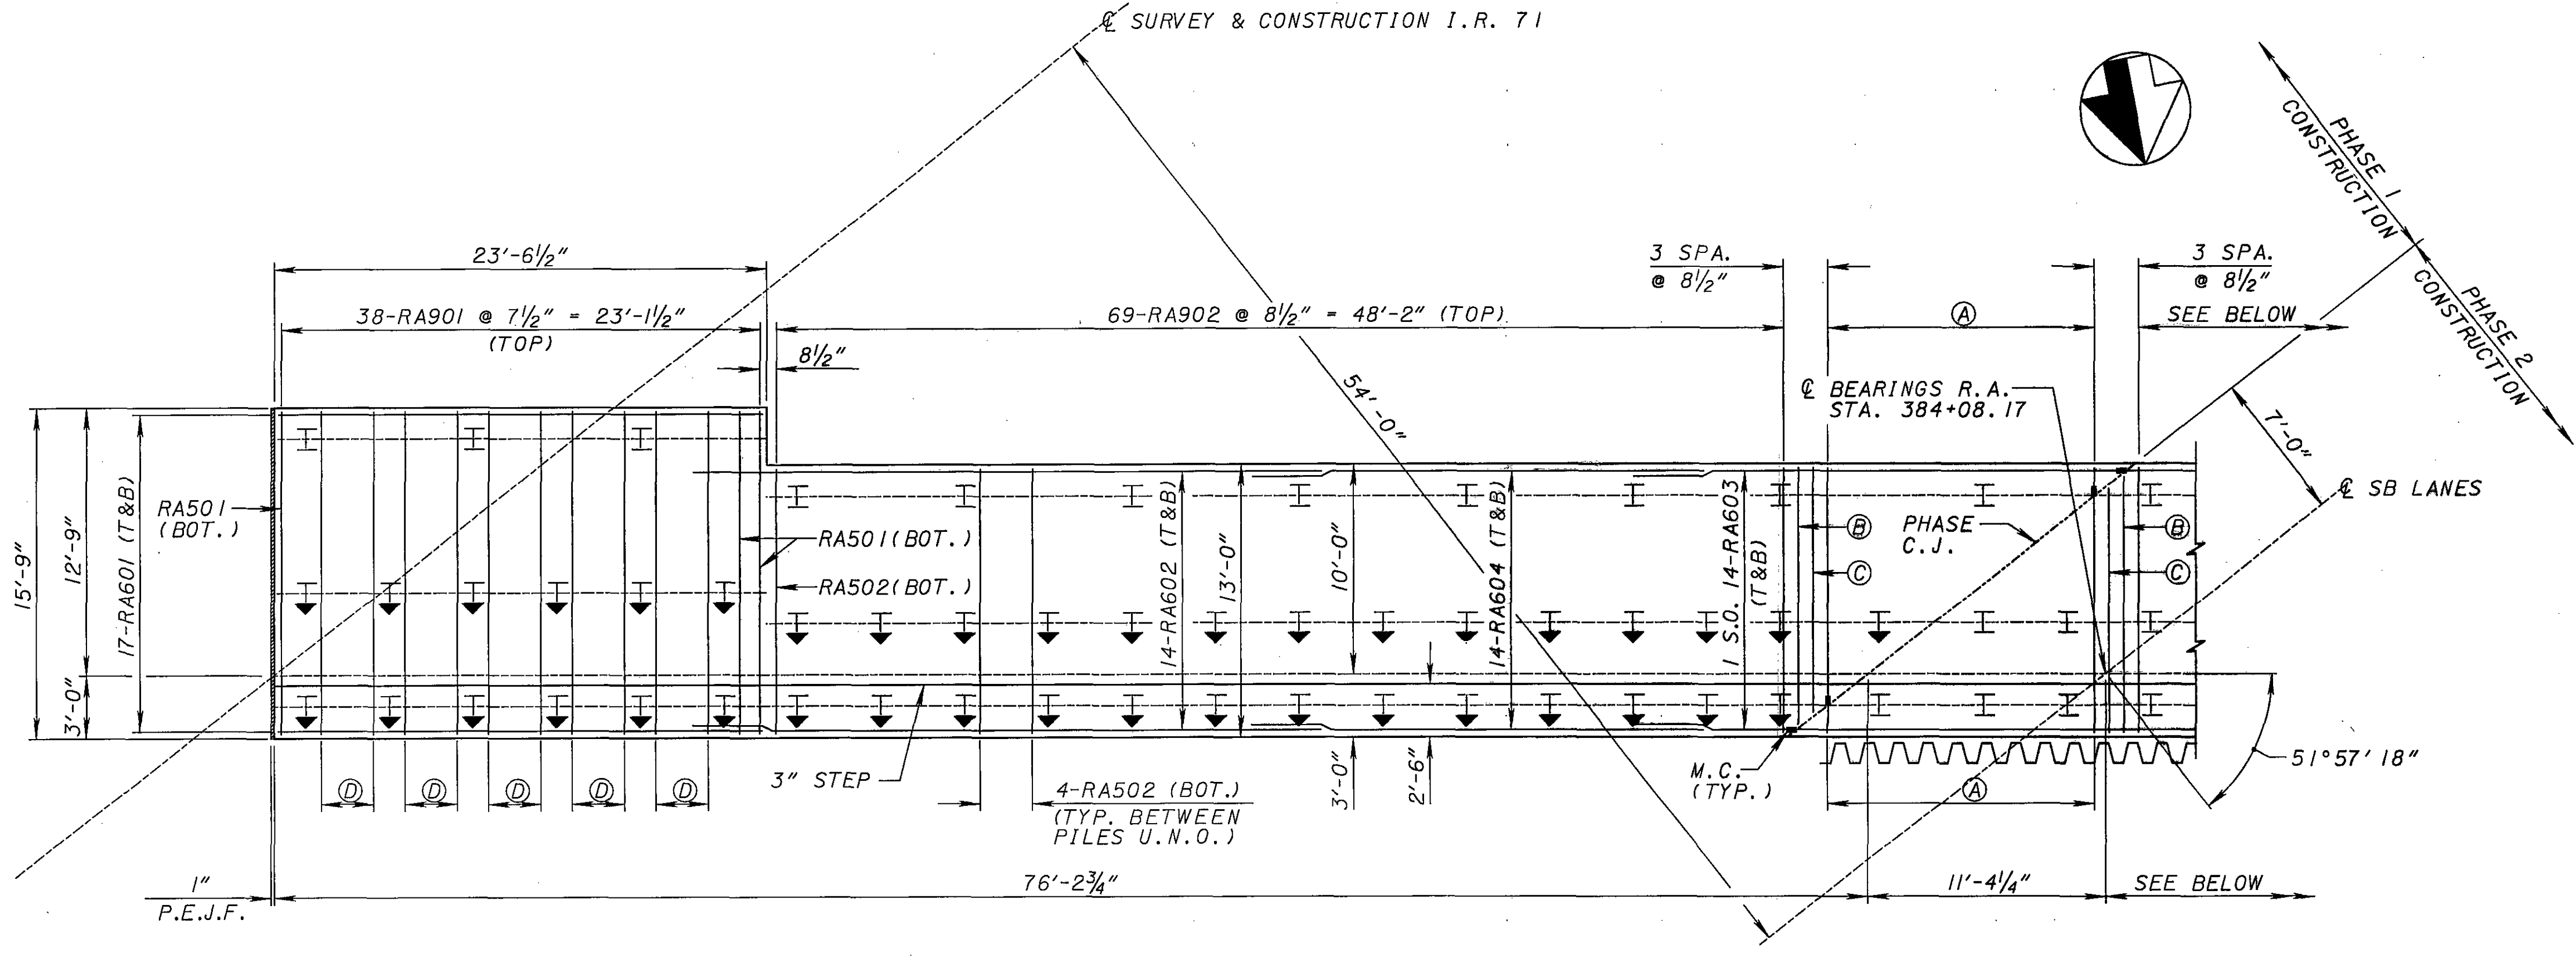 ℄ SURVEY & CONSTRUCTION I.R. 71
PHASE 1
CONSTRUCTION
PHASE 2
CONSTRUCTION
23'-6½"
3 SPA.
@ 8½"
3 SPA.
@ 8½"
38-RA901 @ 7½" = 23'-1½"
(TOP)
69-RA902 @ 8½" = 48'-2" (TOP)
A
SEE BELOW
8½"
54'-0"
℄ BEARINGS R.A.
STA. 384+08.17
7'-0"
℄ SB LANES
15'-9"
12'-9"
3'-0"
17-RA601 (T&B)
RA501
(BOT.)
RA501(BOT.)
RA502(BOT.)
14-RA602 (T&B)
13'-0"
10'-0"
14-RA604 (T&B)
1 S.O. 14-RA603
(T&B)
B
C
PHASE
C.J.
B
C
51°57'18"
3" STEP
D
D
D
D
D
4-RA502 (BOT.)
(TYP. BETWEEN
PILES U.N.O.)
3'-0"
2'-6"
M.C.
(TYP.)
A
1"
P.E.J.F.
76'-2¾"
11'-4¼"
SEE BELOW